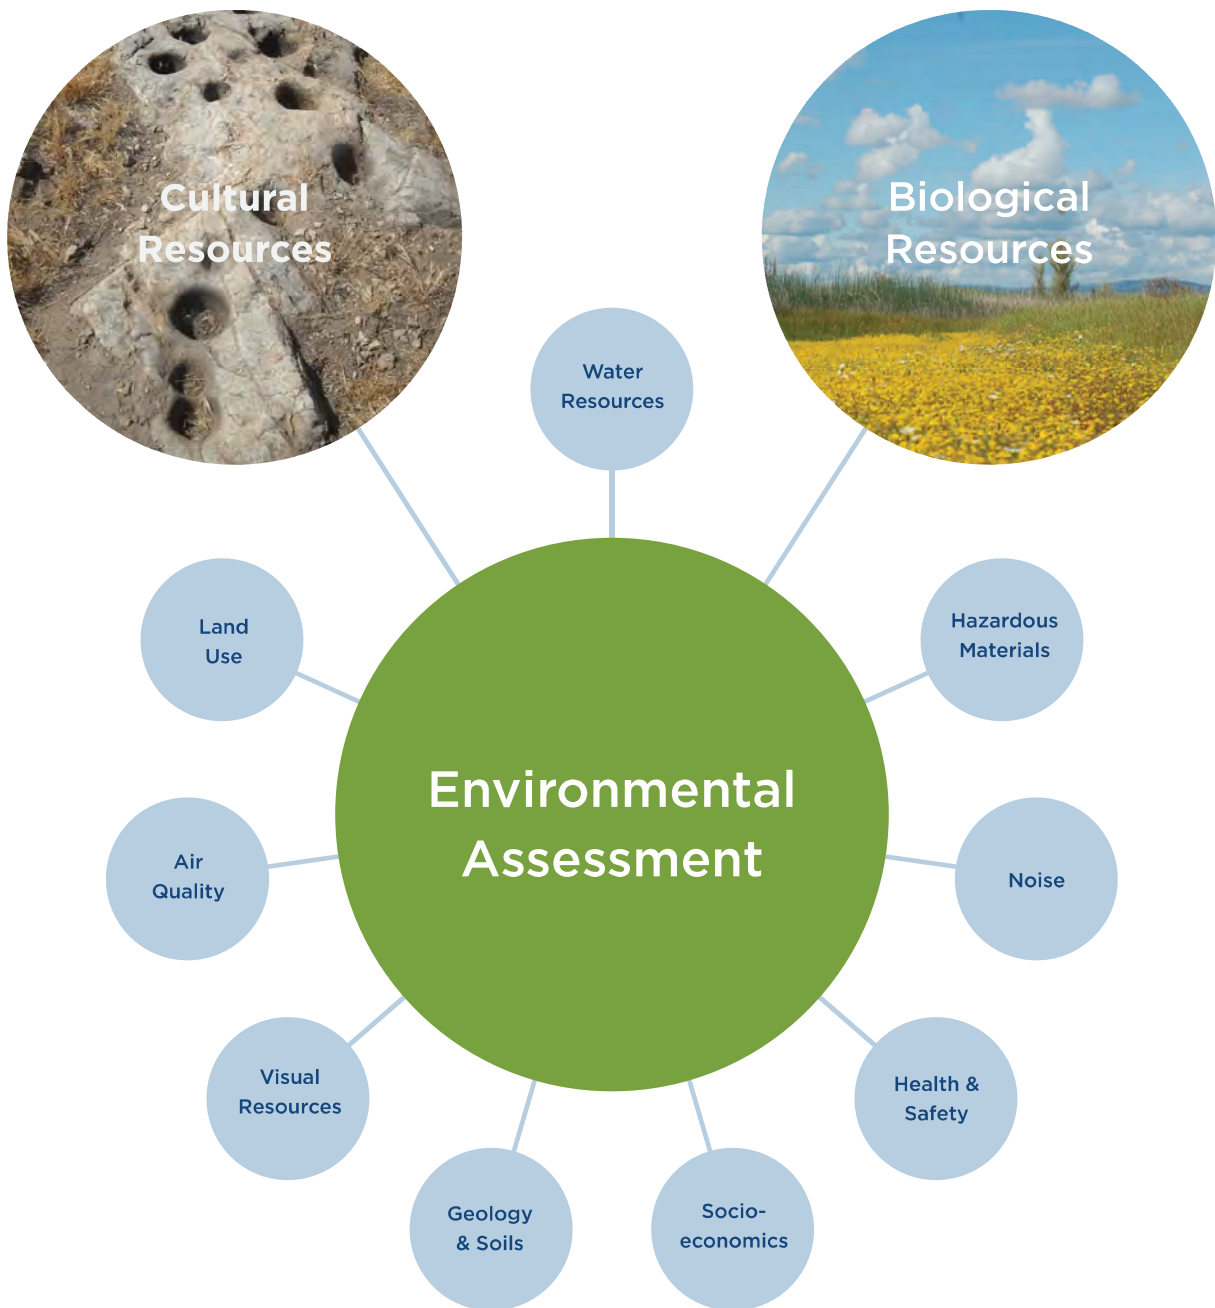 Cultural
Resources
Biological
Resources
Water
Resources
Land
Use
Hazardous
Materials
Environmental
Assessment
Air
Quality
Noise
Visual
Resources
Health &
Safety
Geology
& Soils
Socio-
economics